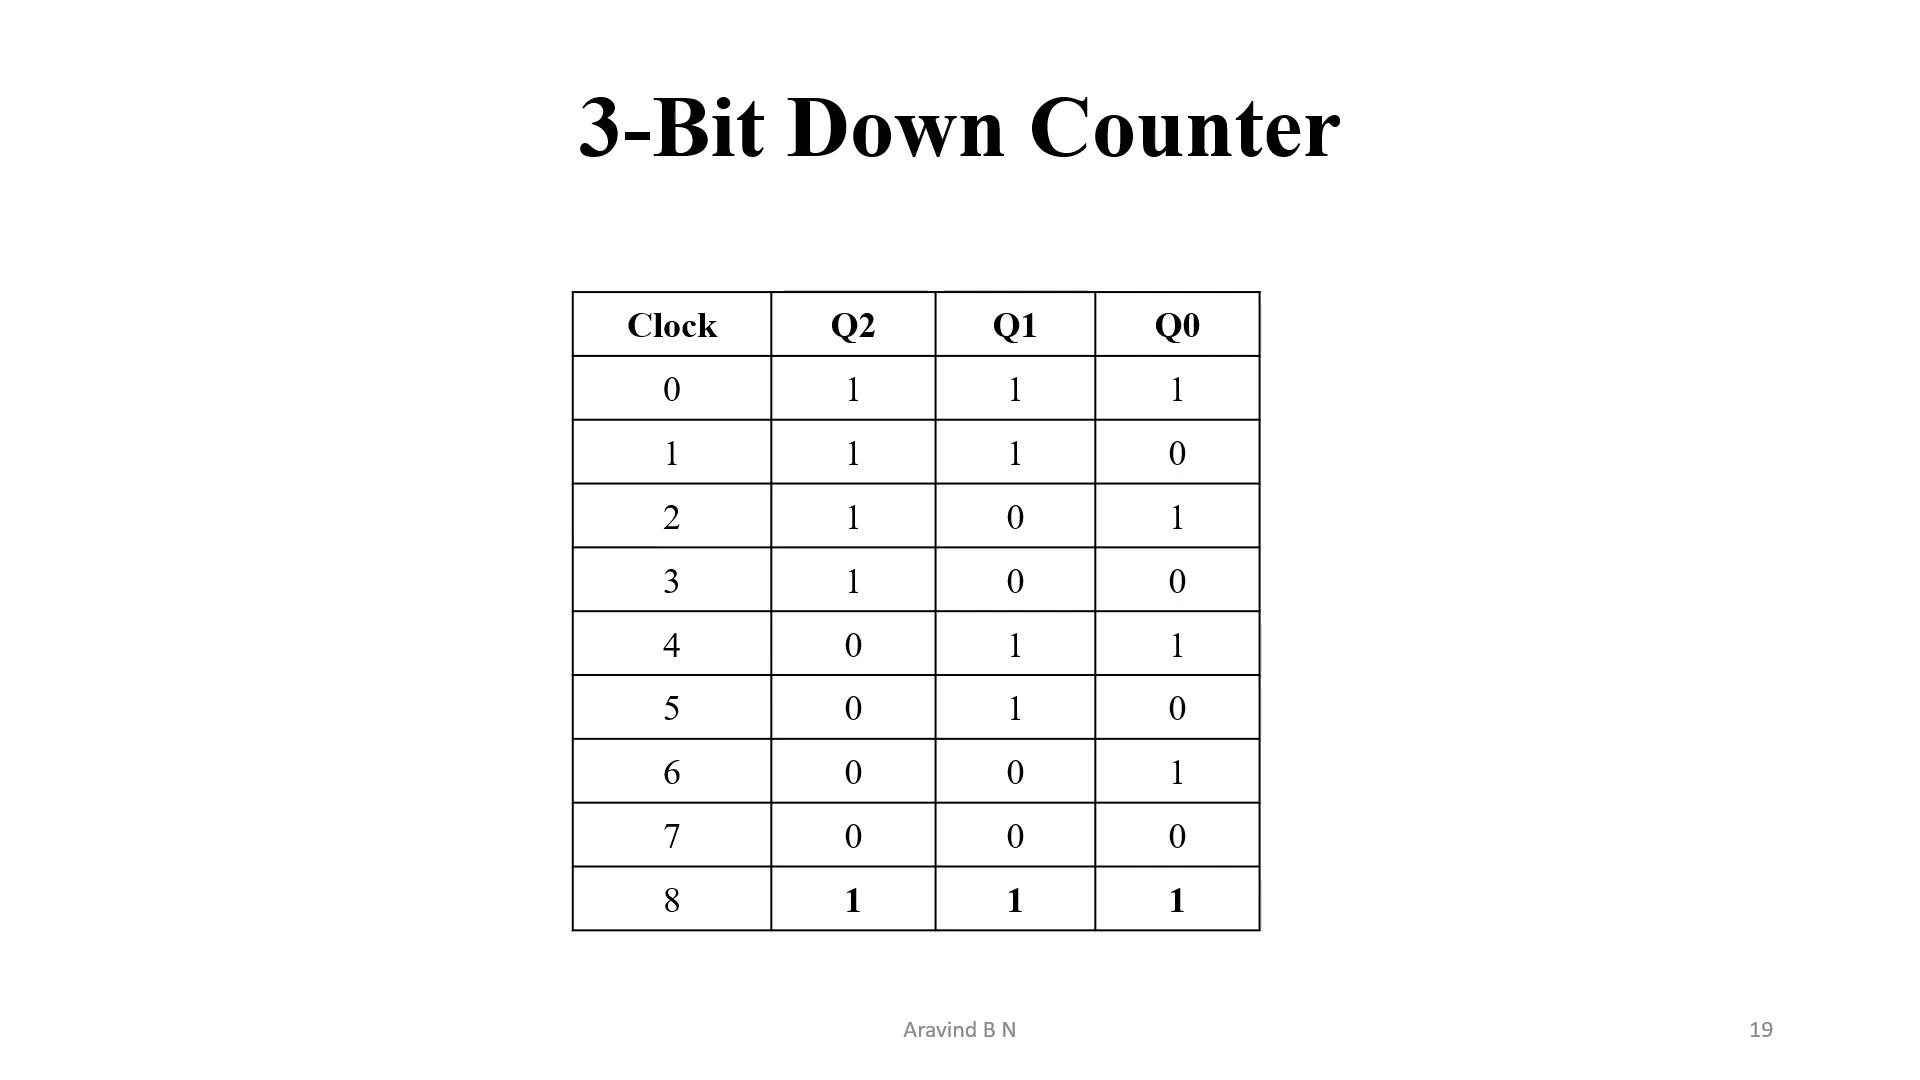 3-Bit Down Counter
Clock Q2 Q1 Q0
0 1 1 1
1 1 1 0
2 1 0 1
3 1 0 0
4 0 1 1
5 0 1 0
6 0 0 1
7 0 0 0
8 1 1 1
Aravind B N 19